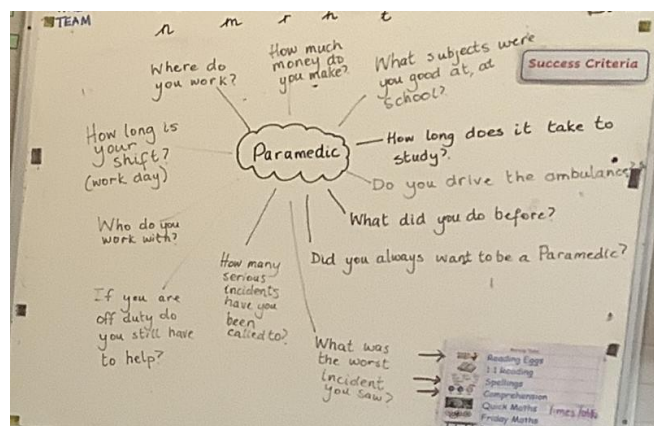 TEAM
n m r h t
Where do
you work?
How much
money do
you make?
What subjects were
you good at, at
school?
Success Criteria
How long is
your
shift?
(work day)
Paramedic
How long does it take to
study?
Do you drive the ambulance?
Who do you
work with?
What did you do before?
How many
serious
incidents
have you
been
called to?
Did you always want to be a Paramedic?
If you are
off duty do
you still have
to help?
What was
the worst
incident
you saw?
Reading Eggs
1:1 Reading
Spellings
Comprehension
Quick Maths
Friday Maths